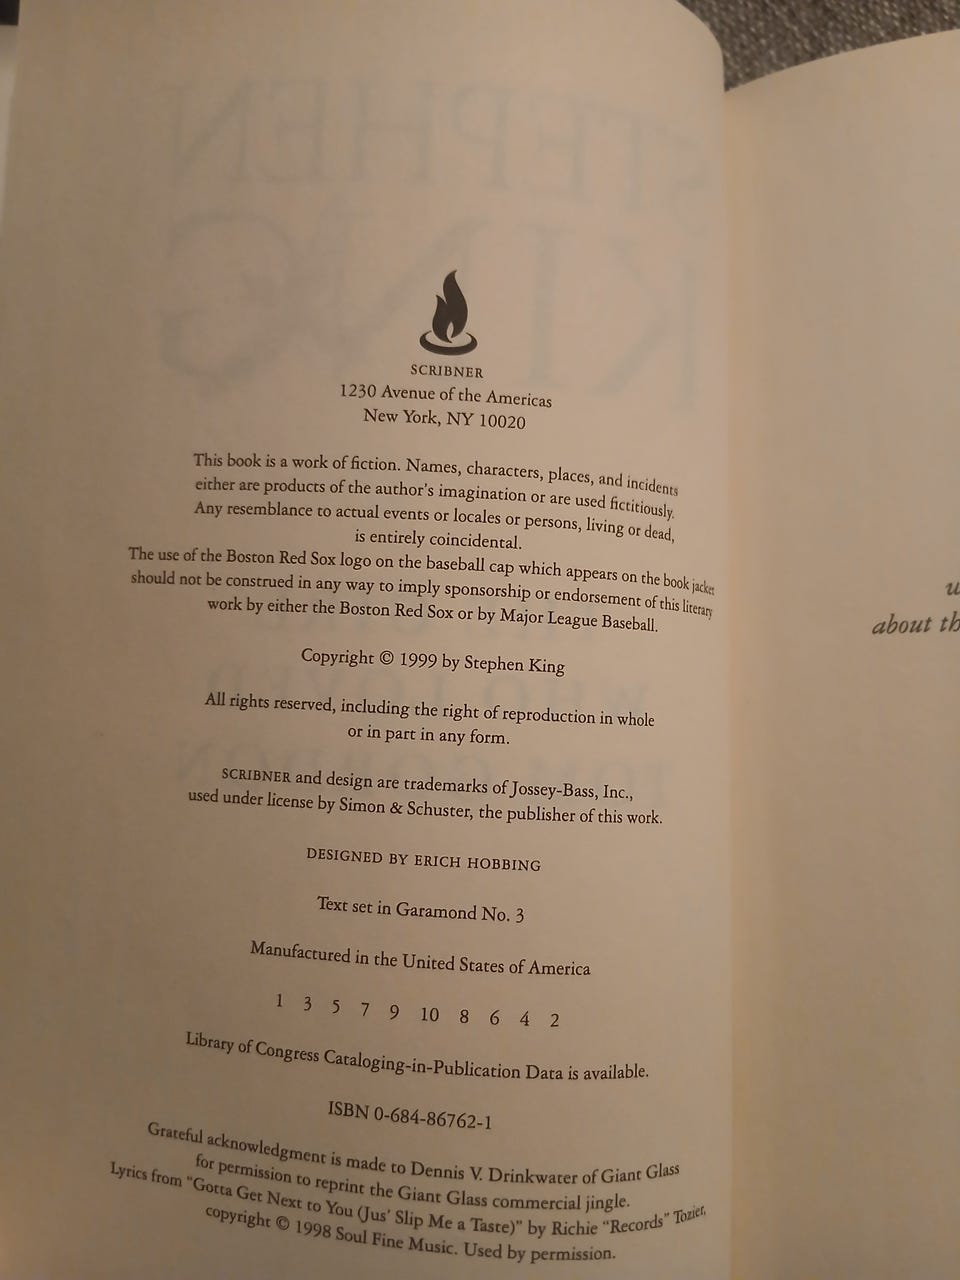 STEPHEN
KING
SCRIBNER
1230 Avenue of the Americas
New York, NY 10020
This book is a work of fiction. Names, characters, places, and incidents
either are products of the author's imagination or are used fictitiously.
Any resemblance to actual events or locales or persons, living or dead,
is entirely coincidental.
The use of the Boston Red Sox logo on the baseball cap which appears on the book jacket
should not be construed in any way to imply sponsorship or endorsement of this literary
work by either the Boston Red Sox or by Major League Baseball.
Copyright © 1999 by Stephen King
All rights reserved, including the right of reproduction in whole
or in part in any form.
SCRIBNER and design are trademarks of Jossey-Bass, Inc.,
used under license by Simon & Schuster, the publisher of this work.
DESIGNED BY ERICH HOBBING
Text set in Garamond No. 3
Manufactured in the United States of America
1 3 5 7 9 10 8 6 4 2
Library of Congress Cataloging-in-Publication Data is available.
ISBN 0-684-86762-1
Grateful acknowledgment is made to Dennis V. Drinkwater of Giant Glass
for permission to reprint the Giant Glass commercial jingle.
Lyrics from "Gotta Get Next to You (Jus' Slip Me a Taste)" by Richie "Records" Tozier,
copyright © 1998 Soul Fine Music. Used by permission.
about